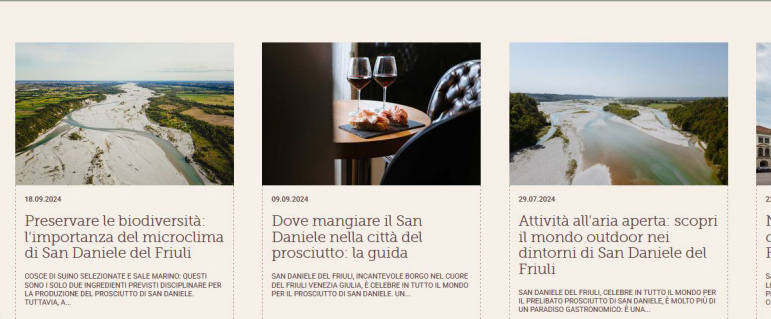 18.09.2024
Preservare le biodiversità:
l'importanza del microclima
di San Daniele del Friuli
COSCE DI SUINO SELEZIONATE E SALE MARINO: QUESTI
SONO I SOLO DUE INGREDIENTI PREVISTI DISCIPLINARE PER
LA PRODUZIONE DEL PROSCIUTTO DI SAN DANIELE.
TUTTAVIA, A...
09.09.2024
Dove mangiare il San
Daniele nella città del
prosciutto: la guida
SAN DANIELE DEL FRIULI, INCANTEVOLE BORGO NEL CUORE
DEL FRIULI VENEZIA GIULIA, È CELEBRE IN TUTTO IL MONDO
PER IL PROSCIUTTO DI SAN DANIELE. UN...
29.07.2024
Attività all'aria aperta: scopri
il mondo outdoor nei
dintorni di San Daniele del
Friuli
SAN DANIELE DEL FRIULI, CELEBRE IN TUTTO IL MONDO PER
IL PRELIBATO PROSCIUTTO DI SAN DANIELE, È MOLTO PIÙ DI
UN PARADISO GASTRONOMICO: È UNA...